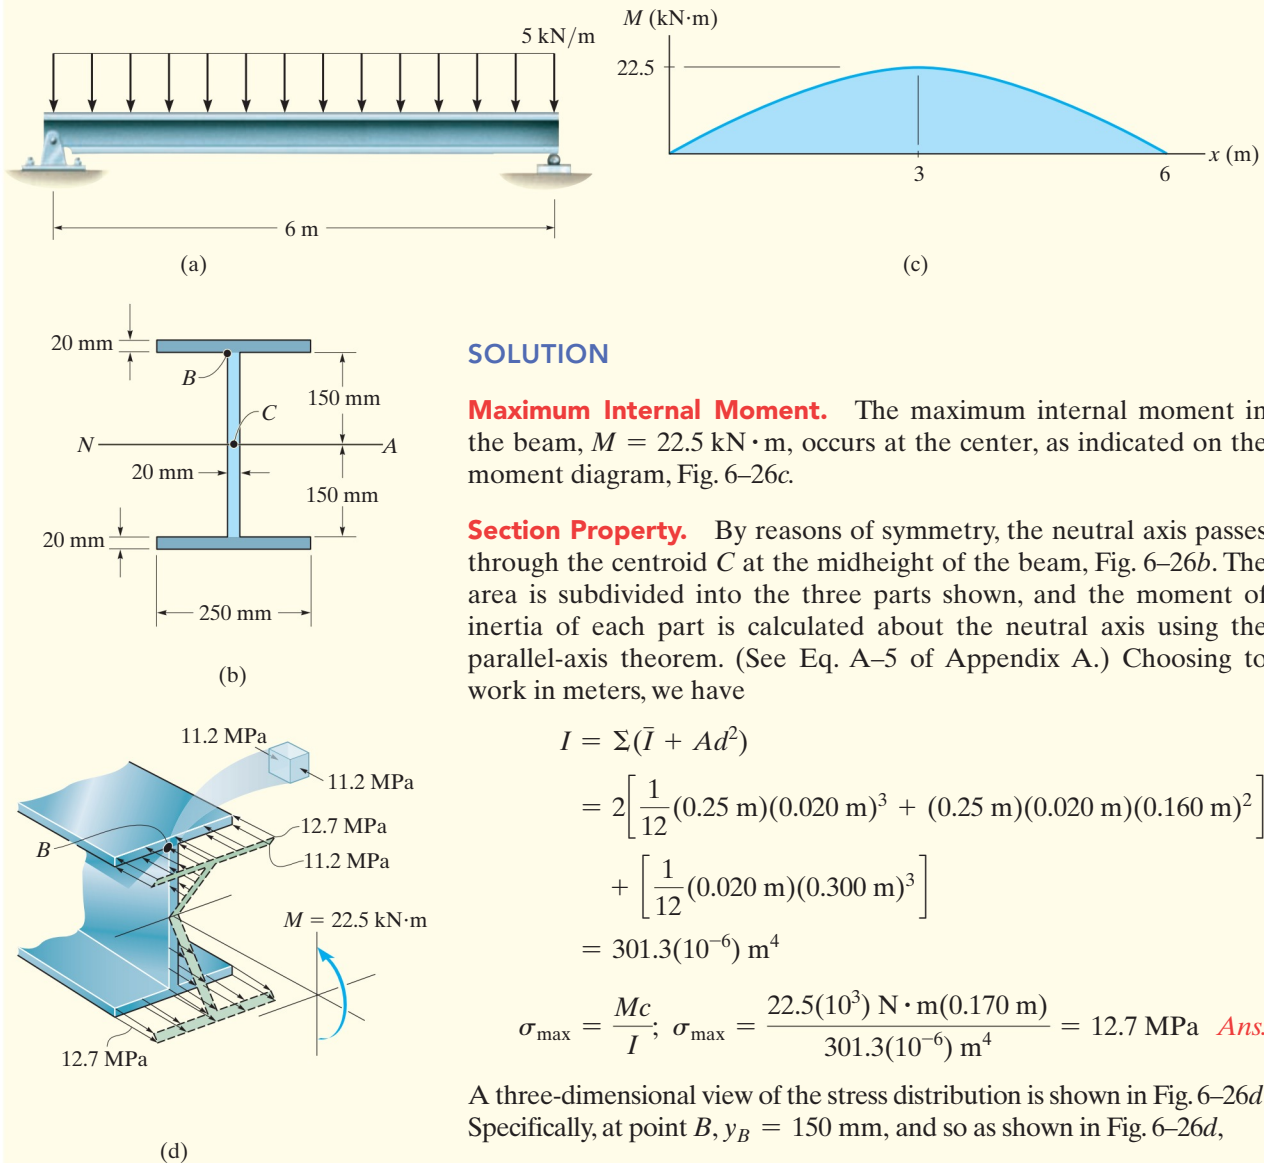 5 kN/m
6 m
(a)
M (kN·m)
22.5
x (m)
3
6
(c)
20 mm
B
150 mm
C
N
A
20 mm
150 mm
20 mm
250 mm
(b)
SOLUTION
Maximum Internal Moment. The maximum internal moment in
the beam, M = 22.5 kN · m, occurs at the center, as indicated on the
moment diagram, Fig. 6–26c.
Section Property. By reasons of symmetry, the neutral axis passes
through the centroid C at the midheight of the beam, Fig. 6–26b. The
area is subdivided into the three parts shown, and the moment of
inertia of each part is calculated about the neutral axis using the
parallel-axis theorem. (See Eq. A–5 of Appendix A.) Choosing to
work in meters, we have
I = Σ(Ī + Ad²)
= 2[1/12 (0.25 m)(0.020 m)³ + (0.25 m)(0.020 m)(0.160 m)²]
+ [1/12 (0.020 m)(0.300 m)³]
= 301.3(10⁻⁶) m⁴
σmax = Mc/I; σmax = 22.5(10³) N · m(0.170 m)/301.3(10⁻⁶) m⁴ = 12.7 MPa Ans.
A three-dimensional view of the stress distribution is shown in Fig. 6–26d
Specifically, at point B, yB = 150 mm, and so as shown in Fig. 6–26d,
11.2 MPa
11.2 MPa
12.7 MPa
B
11.2 MPa
M = 22.5 kN·m
12.7 MPa
(d)